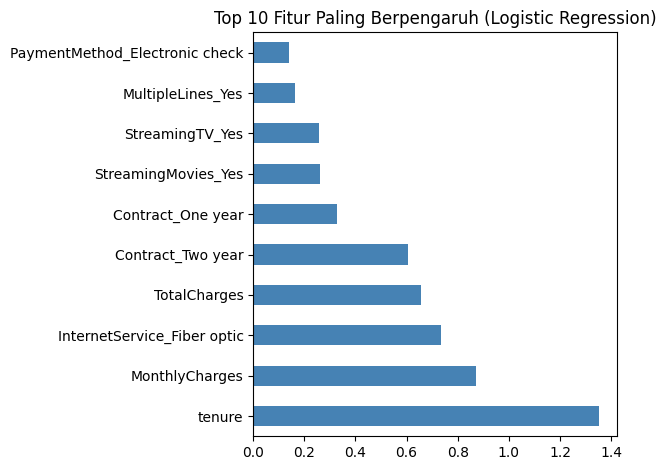 Top 10 Fitur Paling Berpengaruh (Logistic Regression)
PaymentMethod_Electronic check
MultipleLines_Yes
StreamingTV_Yes
StreamingMovies_Yes
Contract_One year
Contract_Two year
TotalCharges
InternetService_Fiber optic
MonthlyCharges
tenure
0.0 0.2 0.4 0.6 0.8 1.0 1.2 1.4